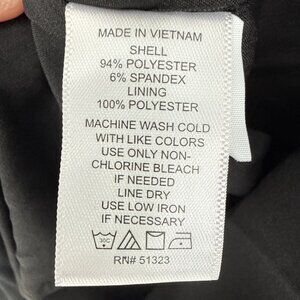 MADE IN VIETNAM
SHELL
94% POLYESTER
6% SPANDEX
LINING
100% POLYESTER
MACHINE WASH COLD
WITH LIKE COLORS
USE ONLY NON-
CHLORINE BLEACH
IF NEEDED
LINE DRY
USE LOW IRON
IF NECESSARY
30C
RN# 51323